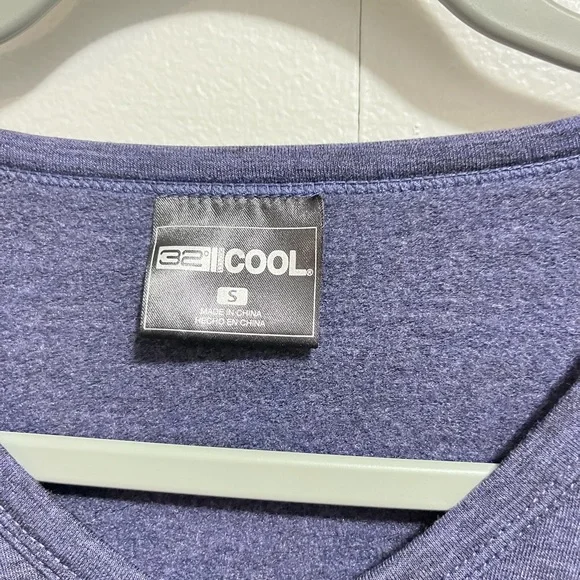 32° COOL®
S
MADE IN CHINA
HECHO EN CHINA